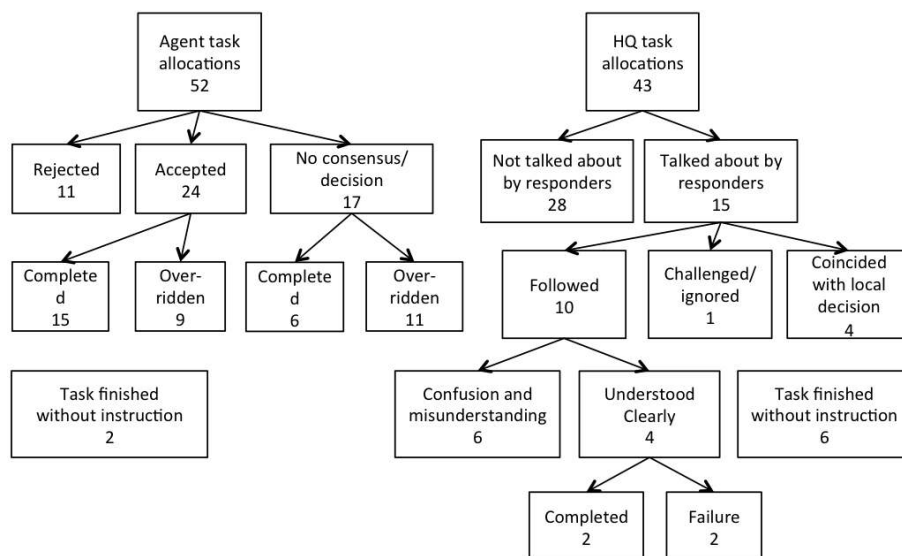 Agent task
allocations
52
HQ task
allocations
43
Rejected
11
Accepted
24
No consensus/
decision
17
Not talked about
by responders
28
Talked about by
responders
15
Complete
d
15
Over-
ridden
9
Complete
d
6
Over-
ridden
11
Followed
10
Challenged/
ignored
1
Coincided
with local
decision
4
Task finished
without instruction
2
Confusion and
misunderstanding
6
Understood
Clearly
4
Task finished
without instruction
6
Completed
2
Failure
2